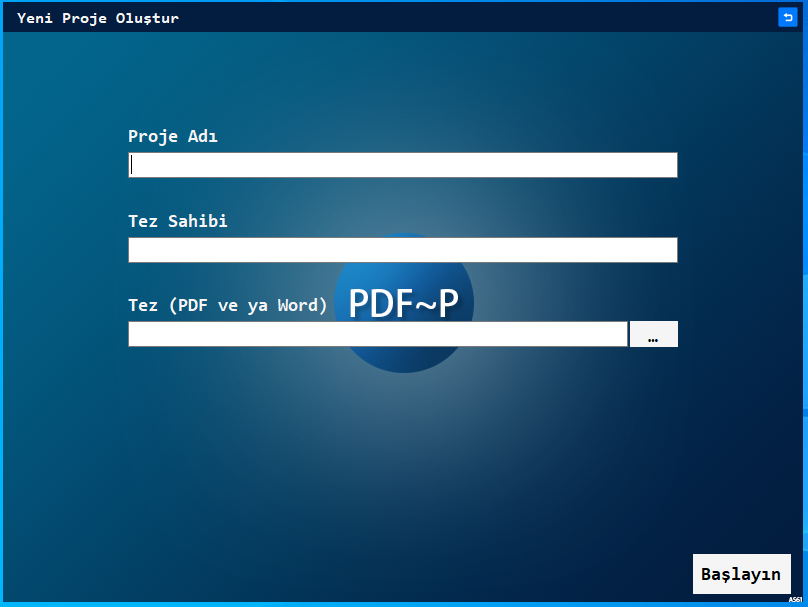 Yeni Proje Oluştur
Proje Adı
Tez Sahibi
Tez (PDF ve ya Word)
PDF~P
...
Başlayın
AS61